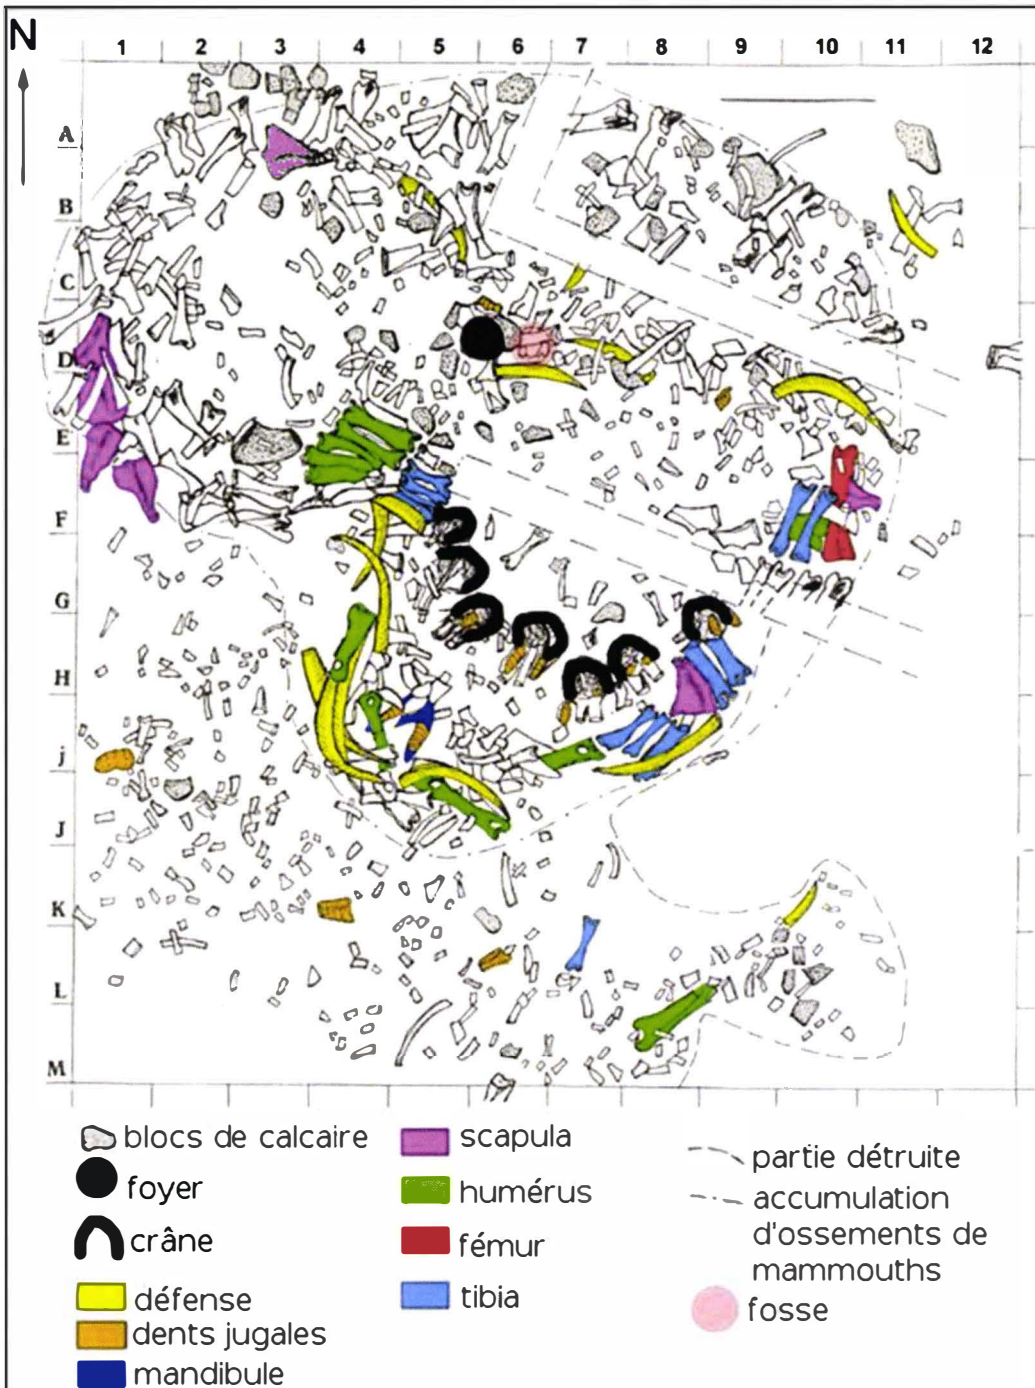 N
1 2 3 4 5 6 7 8 9 10 11 12
A
B
C
D
E
F
G
H
j
J
K
L
M
blocs de calcaire
foyer
crâne
défense
dents jugales
mandibule
scapula
humérus
fémur
tibia
partie détruite
accumulation
d'ossements de
mammouths
fosse